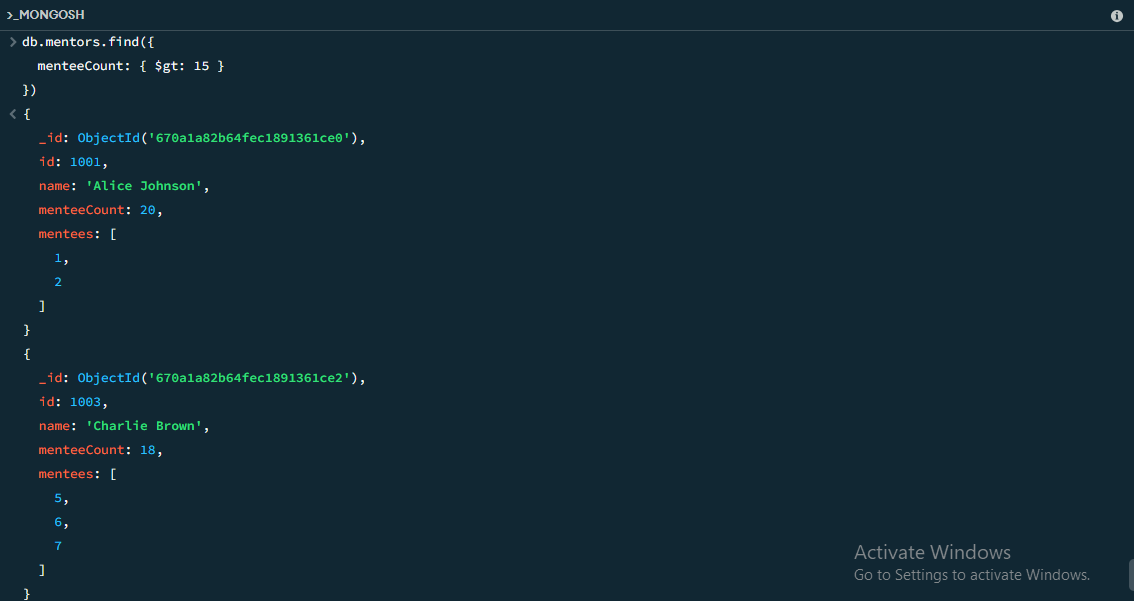 >_MONGOSH
> db.mentors.find({
menteeCount: { $gt: 15 }
})
< {
_id: ObjectId('670a1a82b64fec1891361ce0'),
id: 1001,
name: 'Alice Johnson',
menteeCount: 20,
mentees: [
1,
2
]
}
{
_id: ObjectId('670a1a82b64fec1891361ce2'),
id: 1003,
name: 'Charlie Brown',
menteeCount: 18,
mentees: [
5,
6,
7
]
}
Activate Windows
Go to Settings to activate Windows.